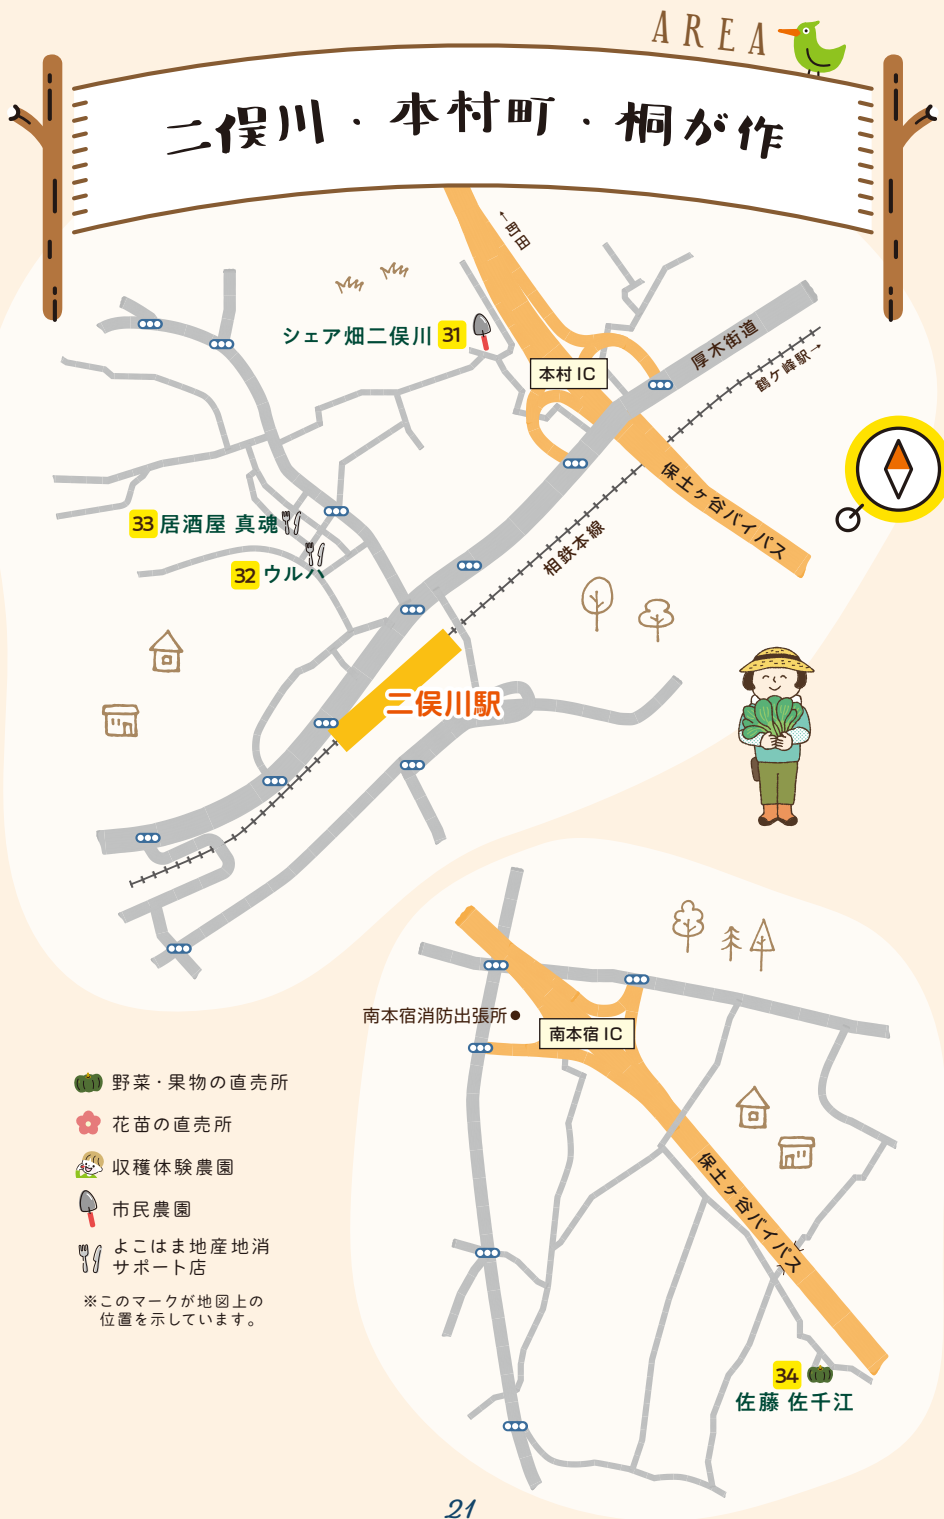 AREA
二俣川・本村町・桐が作
←町田
シェア畑二俣川 31
本村 IC
厚木街道
鶴ケ峰駅→
保土ヶ谷バイパス
33 居酒屋 真魂
32 ウルハ
相鉄本線
二俣川駅
南本宿消防出張所
南本宿 IC
保土ヶ谷バイパス
34
佐藤 佐千江
野菜・果物の直売所
花苗の直売所
収穫体験農園
市民農園
よこはま地産地消
サポート店
※このマークが地図上の
位置を示しています。
21